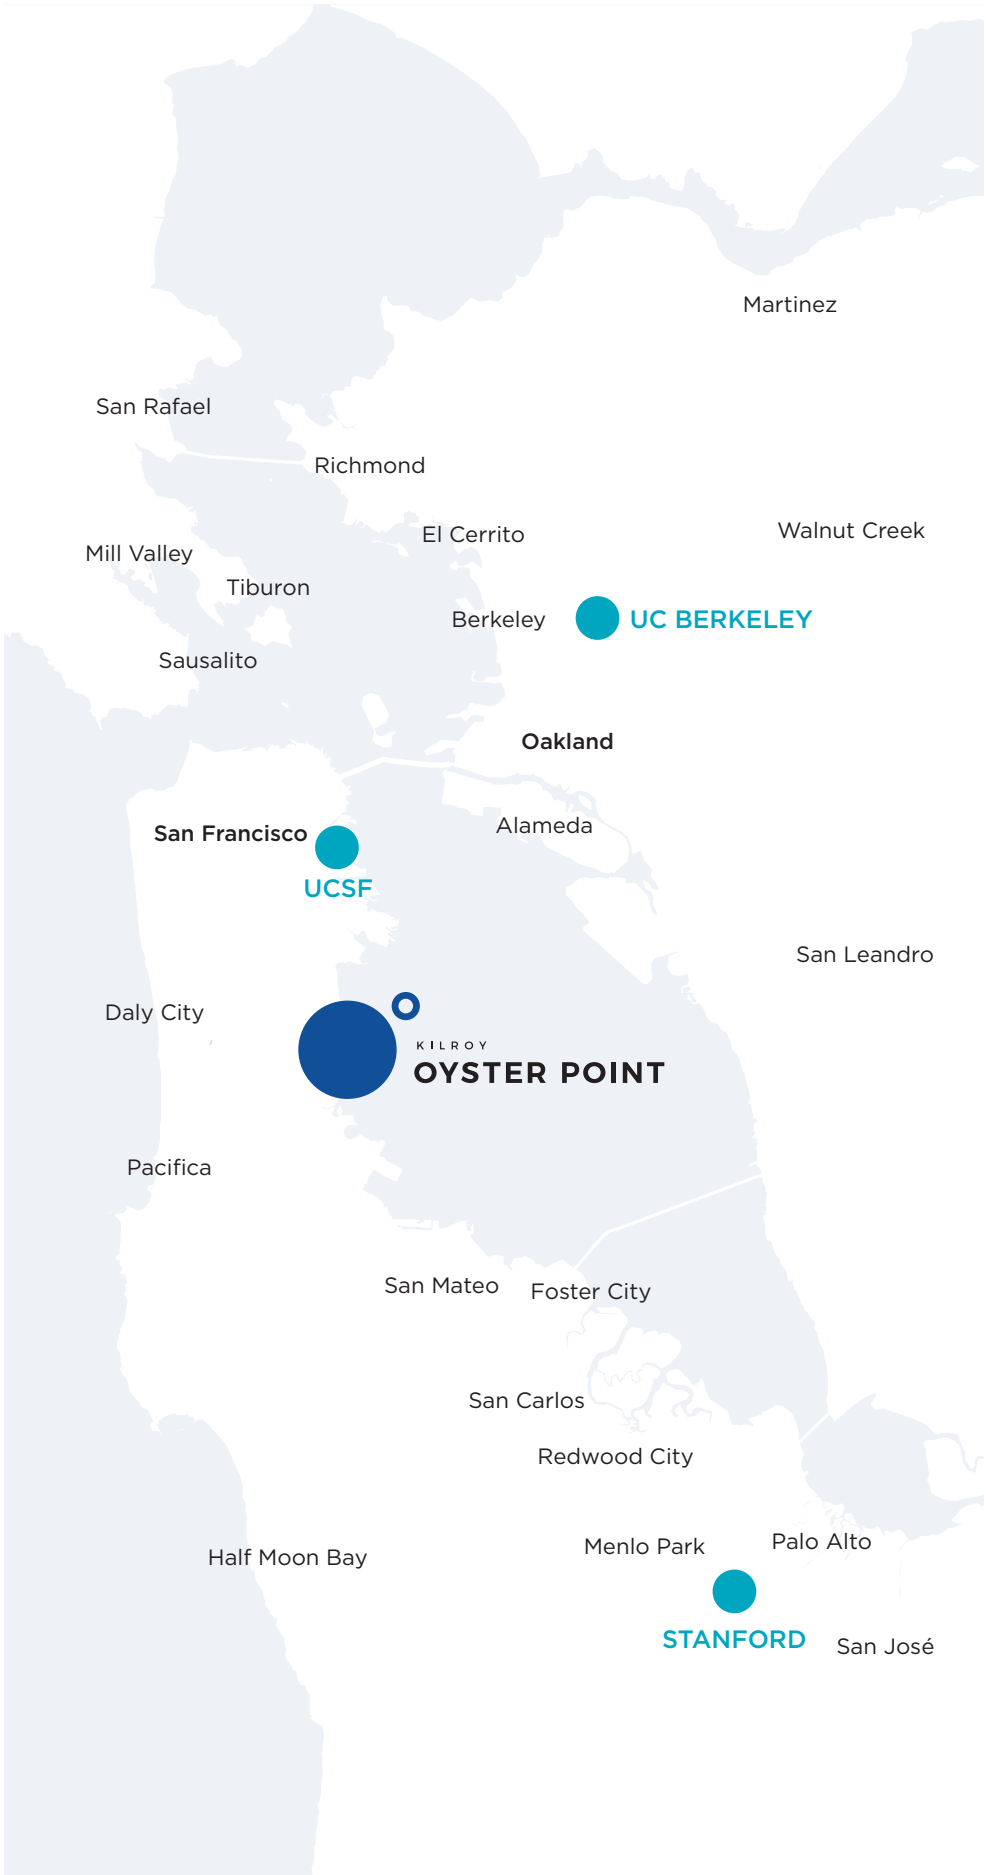 Martinez
San Rafael
Richmond
El Cerrito
Walnut Creek
Mill Valley
Tiburon
Berkeley
UC BERKELEY
Sausalito
Oakland
San Francisco
Alameda
UCSF
San Leandro
Daly City
KILROY
OYSTER POINT
Pacifica
San Mateo
Foster City
San Carlos
Redwood City
Half Moon Bay
Menlo Park
Palo Alto
STANFORD
San José